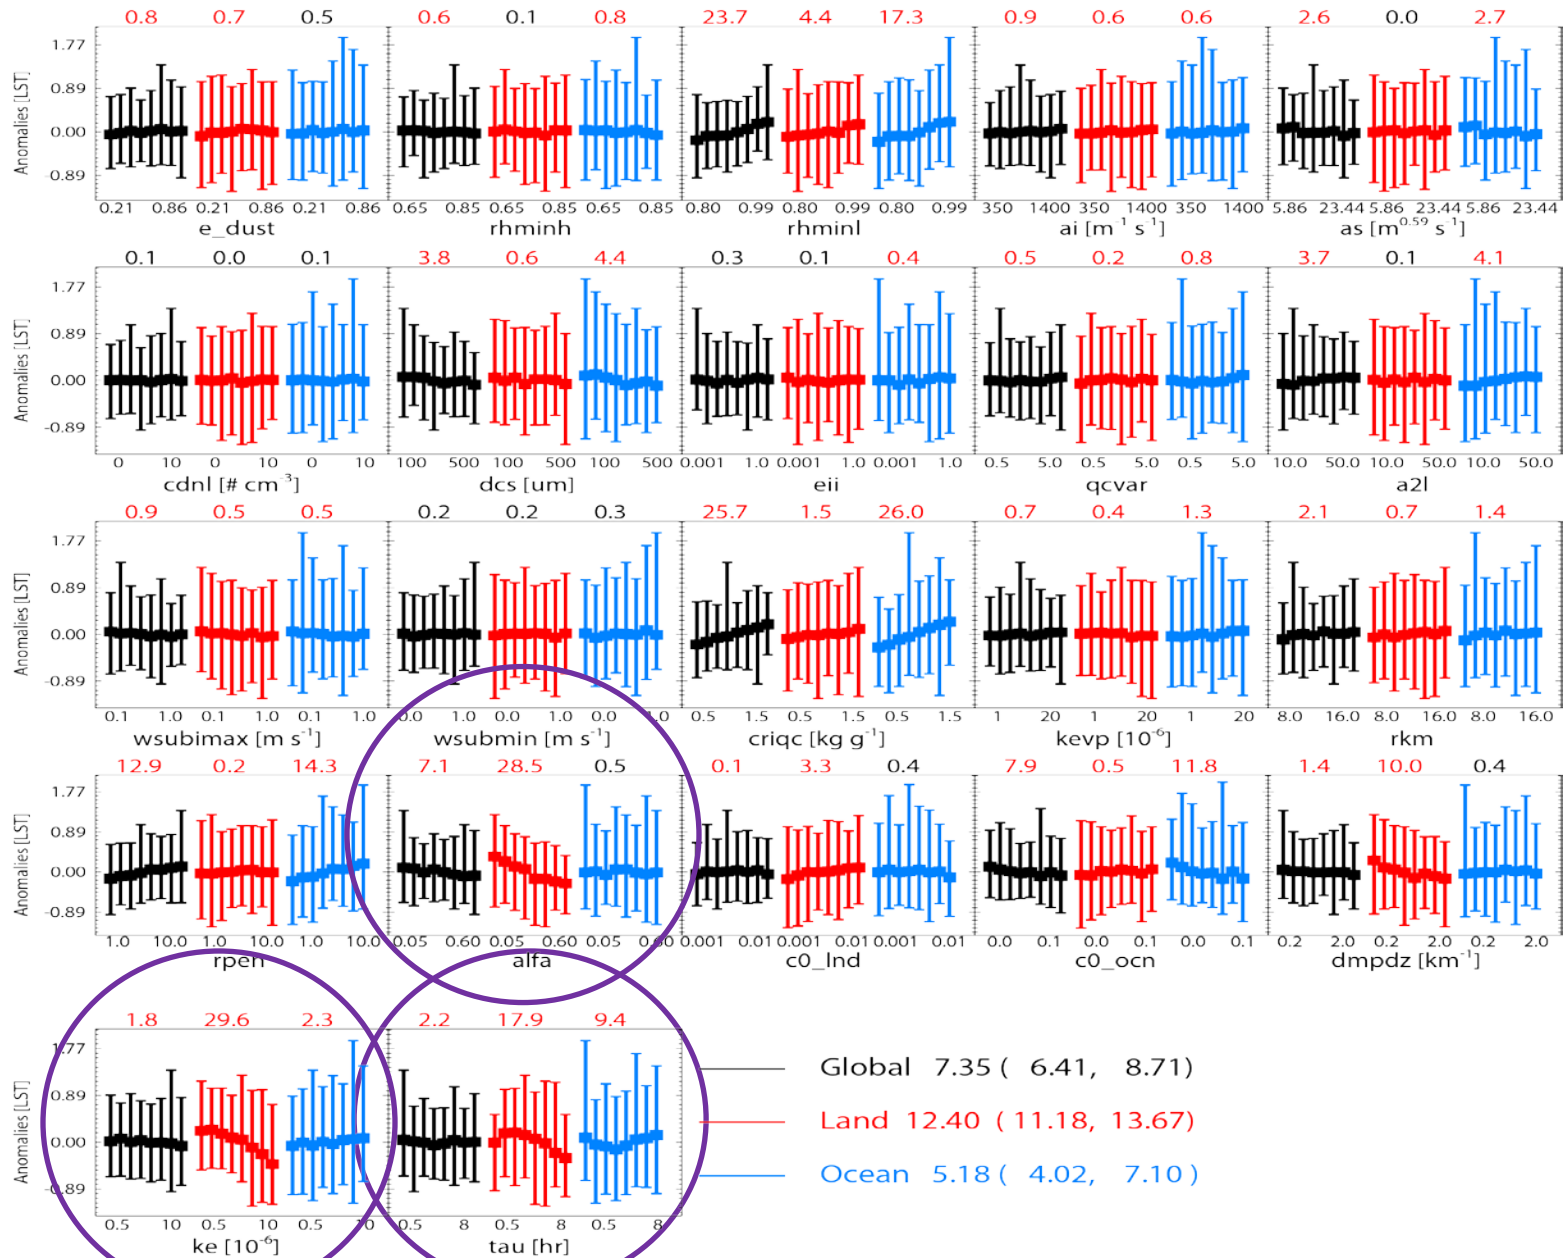 0.8 0.7 0.5 0.6 0.1 0.8 23.7 4.4 17.3 0.9 0.6 0.6 2.6 0.0 2.7
Anomalies [LST]
1.77
0.89
0.00
-0.89
0.21 0.86 0.21 0.86 0.21 0.86 0.65 0.85 0.65 0.85 0.65 0.85 0.80 0.99 0.80 0.99 0.80 0.99 350 1400 350 1400 350 1400 5.86 23.44 5.86 23.44 5.86 23.44
e_dust rhminh rhminl ai [m⁻¹ s⁻¹] as [m⁰·⁵⁹ s⁻¹]
0.1 0.0 0.1 3.8 0.6 4.4 0.3 0.1 0.4 0.5 0.2 0.8 3.7 0.1 4.1
Anomalies [LST]
1.77
0.89
0.00
-0.89
0 10 0 10 0 10 100 500 100 500 100 500 0.001 1.0 0.001 1.0 0.001 1.0 0.5 5.0 0.5 5.0 0.5 5.0 10.0 50.0 10.0 50.0 10.0 50.0
cdnl [# cm⁻³] dcs [um] eii qcvar a2l
0.9 0.5 0.5 0.2 0.2 0.3 25.7 1.5 26.0 0.7 0.4 1.3 2.1 0.7 1.4
Anomalies [LST]
1.77
0.89
0.00
-0.89
0.1 1.0 0.1 1.0 0.1 1.0 0.0 1.0 0.0 1.0 0.0 1.0 0.5 1.5 0.5 1.5 0.5 1.5 1 20 1 20 1 20 8.0 16.0 8.0 16.0 8.0 16.0
wsubimax [m s⁻¹] wsubmin [m s⁻¹] criqc [kg g⁻¹] kevp [10⁻⁶] rkm
12.9 0.2 14.3 7.1 28.5 0.5 0.1 3.3 0.4 7.9 0.5 11.8 1.4 10.0 0.4
Anomalies [LST]
1.77
0.89
0.00
-0.89
1.0 10.0 1.0 10.0 1.0 10.0 0.05 0.60 0.05 0.60 0.05 0.60 0.001 0.01 0.001 0.01 0.001 0.01 0.0 0.1 0.0 0.1 0.0 0.1 0.2 2.0 0.2 2.0 0.2 2.0
rpen alfa c0_lnd c0_ocn dmpdz [km⁻¹]
1.8 29.6 2.3 2.2 17.9 9.4
Anomalies [LST]
1.77
0.89
0.00
-0.89
0.5 10 0.5 10 0.5 10 0.5 8 0.5 8 0.5 8
ke [10⁻⁶] tau [hr]
Global 7.35 ( 6.41, 8.71)
Land 12.40 ( 11.18, 13.67)
Ocean 5.18 ( 4.02, 7.10 )